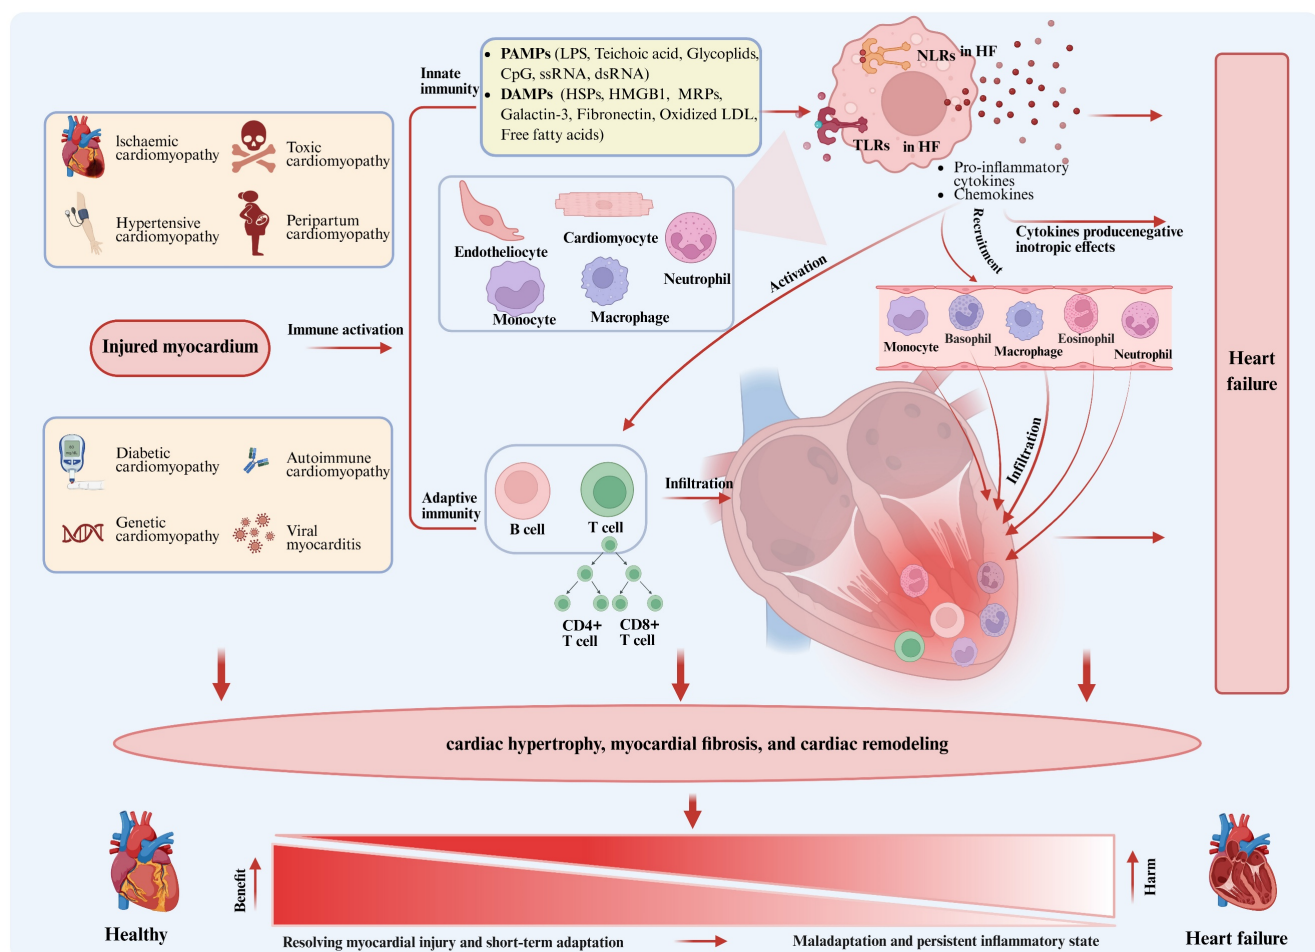 Innate
immunity
• PAMPs (LPS, Teichoic acid, Glycoplids,
CpG, ssRNA, dsRNA)
• DAMPs (HSPs, HMGB1, MRPs,
Galactin-3, Fibronectin, Oxidized LDL,
Free fatty acids)
NLRs in HF
TLRs in HF
• Pro-inflammatory
cytokines
• Chemokines
Ischaemic
cardiomyopathy
Toxic
cardiomyopathy
Hypertensive
cardiomyopathy
Peripartum
cardiomyopathy
Endotheliocyte
Cardiomyocyte
Neutrophil
Monocyte
Macrophage
Activation
Recruitment
Cytokines producenegative
inotropic effects
Monocyte
Basophil
Macrophage
Eosinophil
Neutrophil
Injured myocardium
Immune activation
Heart
failure
Diabetic
cardiomyopathy
Autoimmune
cardiomyopathy
Genetic
cardiomyopathy
Viral
myocarditis
Adaptive
immunity
B cell
T cell
Infiltration
Infiltration
CD4+
T cell
CD8+
T cell
cardiac hypertrophy, myocardial fibrosis, and cardiac remodeling
Healthy
Benefit
Harm
Heart failure
Resolving myocardial injury and short-term adaptation
Maladaptation and persistent inflammatory state